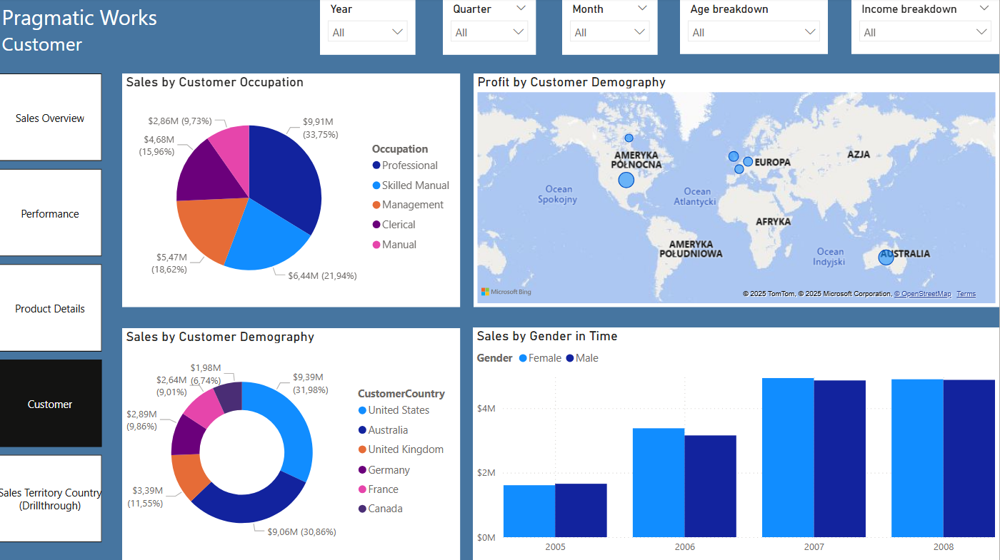 Pragmatic Works
Customer
Year
All
Quarter
All
Month
All
Age breakdown
All
Income breakdown
All
Sales Overview
Performance
Product Details
Customer
Sales Territory Country
(Drillthrough)
Sales by Customer Occupation
$2,86M (9,73%)
$9,91M
(33,75%)
$4,68M
(15,96%)
$5,47M
(18,62%)
$6,44M (21,94%)
Occupation
Professional
Skilled Manual
Management
Clerical
Manual
Profit by Customer Demography
AMERYKA
PÓŁNOCNA
EUROPA
AZJA
Ocean
Spokojny
Ocean
Atlantycki
AFRYKA
AMERYKA
POŁUDNIOWA
Ocean
Indyjski
AUSTRALIA
Microsoft Bing
© 2025 TomTom, © 2025 Microsoft Corporation, © OpenStreetMap Terms
Sales by Customer Demography
$1,98M
(6,74%)
$2,64M
(9,01%)
$9,39M
(31,98%)
$2,89M
(9,86%)
$3,39M
(11,55%)
$9,06M (30,86%)
CustomerCountry
United States
Australia
United Kingdom
Germany
France
Canada
Sales by Gender in Time
Gender Female Male
$4M
$2M
$0M
2005 2006 2007 2008